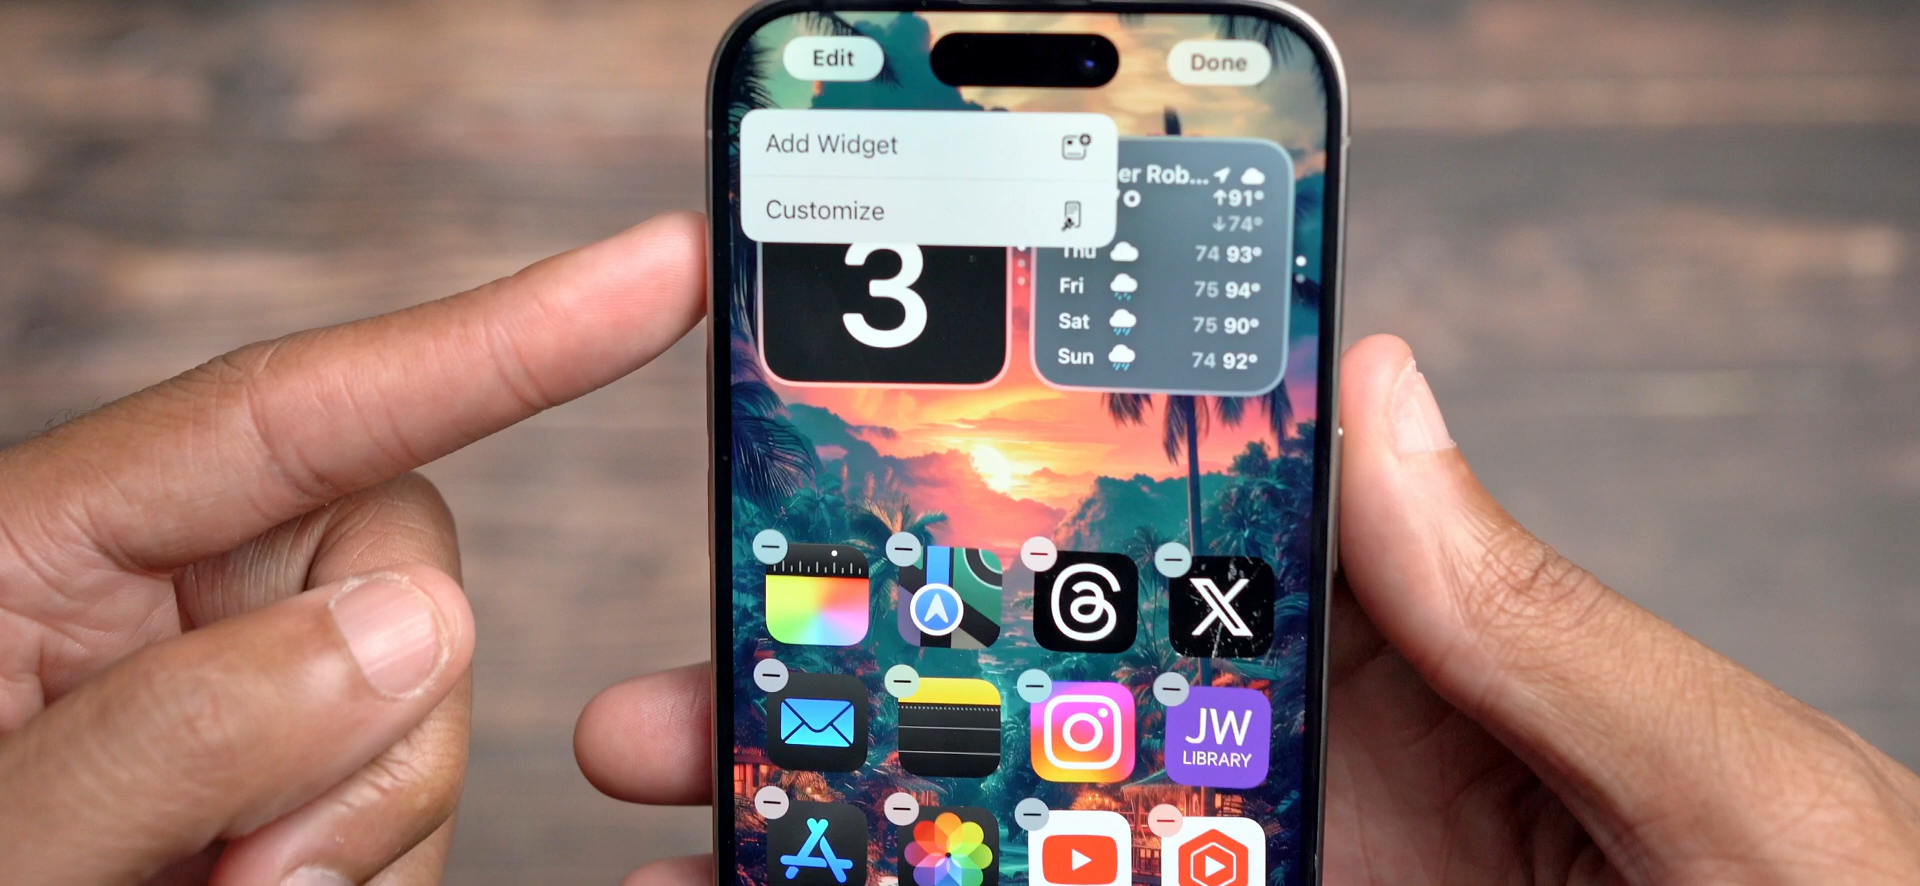 Edit
Done
Add Widget
Customize
3
er Rob...
↑91°
↓74°
Thu 74 93°
Fri 75 94°
Sat 75 90°
Sun 74 92°
JW
LIBRARY